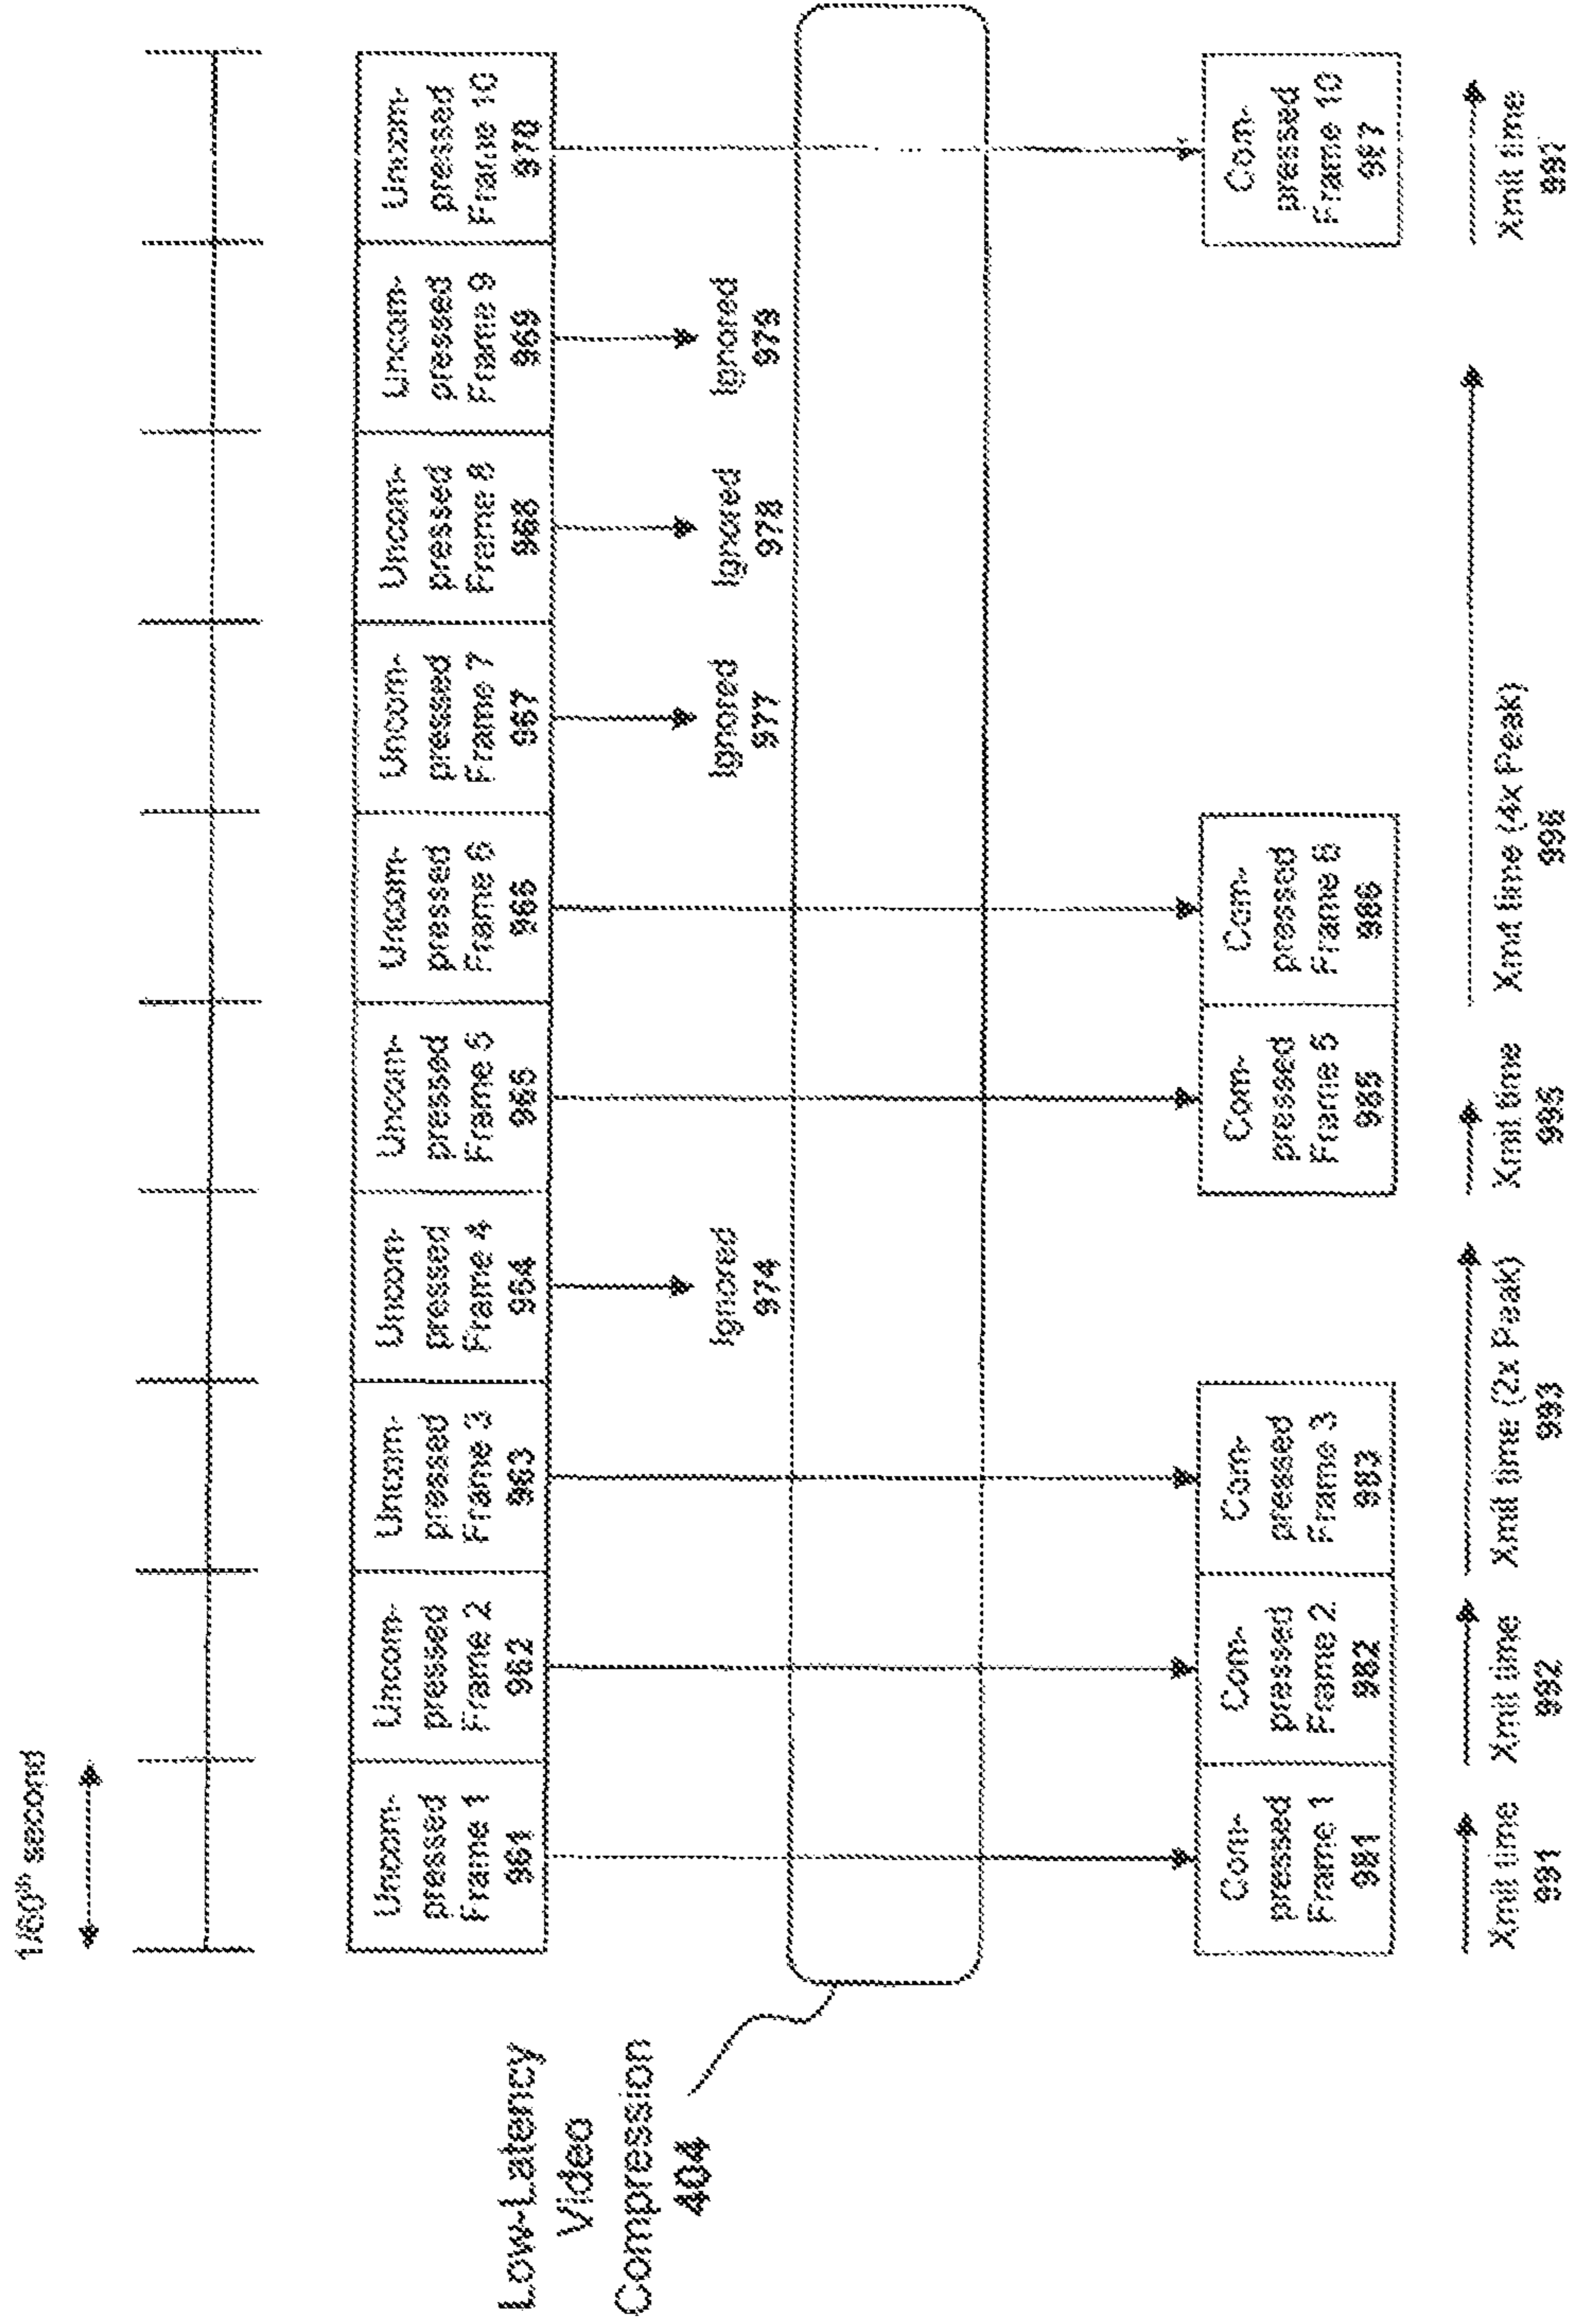 1/60th second
Uncom-
pressed
Frame 1
961
Uncom-
pressed
Frame 2
962
Uncom-
pressed
Frame 3
963
Uncom-
pressed
Frame 4
964
Uncom-
pressed
Frame 5
965
Uncom-
pressed
Frame 6
966
Uncom-
pressed
Frame 7
967
Uncom-
pressed
Frame 8
968
Uncom-
pressed
Frame 9
969
Uncom-
pressed
Frame 10
970
Low-Latency
Video
Compression
404
Ignored
974
Ignored
977
Ignored
978
Ignored
979
Com-
pressed
Frame 1
981
Com-
pressed
Frame 2
982
Com-
pressed
Frame 3
983
Com-
pressed
Frame 5
985
Com-
pressed
Frame 6
986
Com-
pressed
Frame 10
987
Xmit time
991
Xmit time
992
Xmit time (2x Peak)
993
Xmit time
995
Xmit time (4x Peak)
996
Xmit time